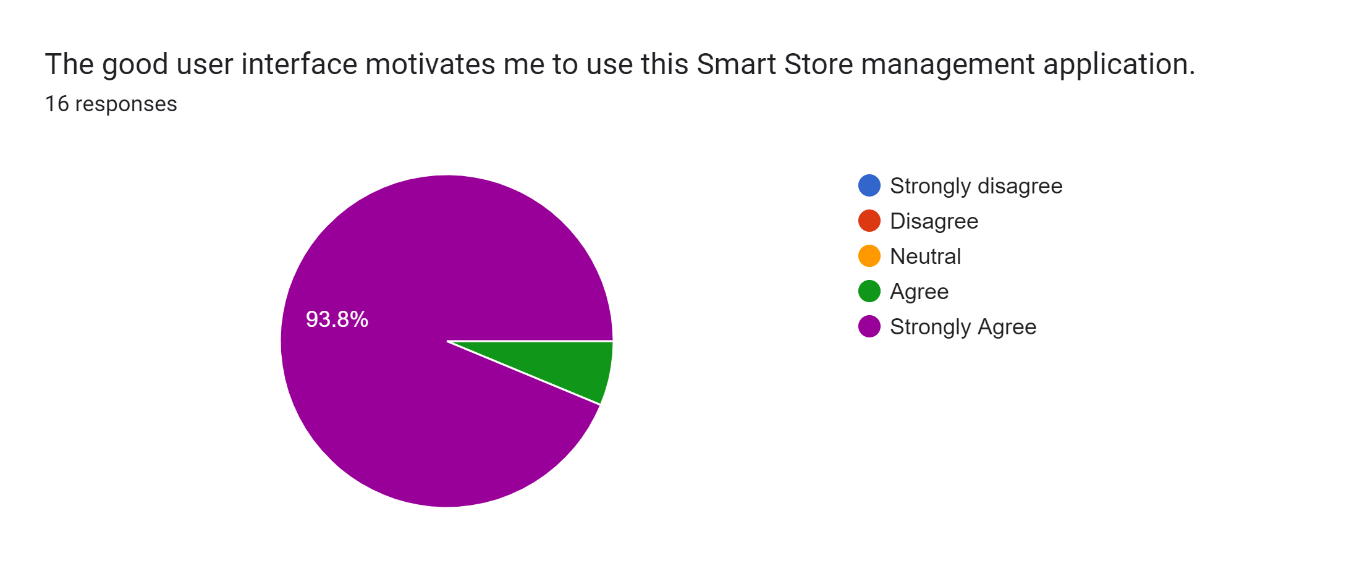 The good user interface motivates me to use this Smart Store management application.
16 responses
93.8%
Strongly disagree
Disagree
Neutral
Agree
Strongly Agree